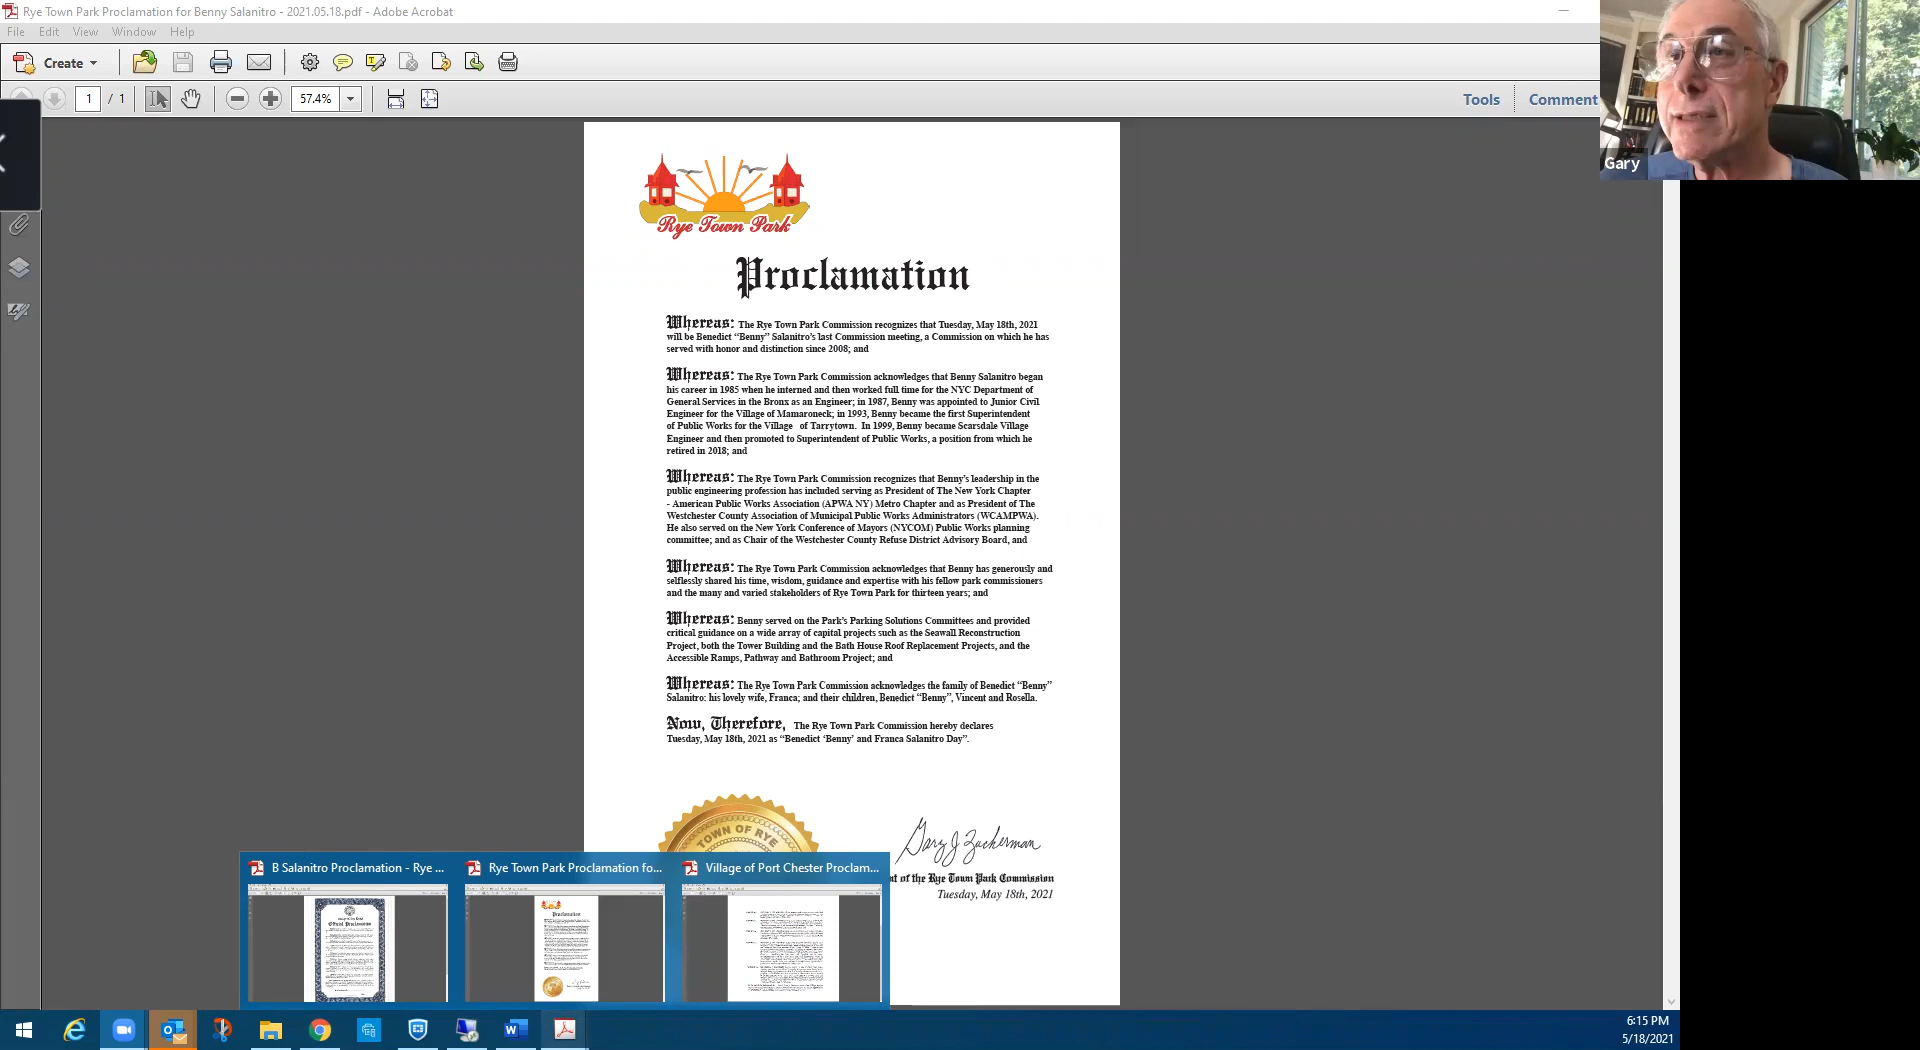 Rye Town Park Proclamation for Benny Salanitro - 2021.05.18.pdf - Adobe Acrobat
File Edit View Window Help
Create
1 / 1 57.4% Tools Comment
Gary
Rye Town Park
Proclamation
Whereas: The Rye Town Park Commission recognizes that Tuesday, May 18th, 2021
will be Benedict “Benny” Salanitro’s last Commission meeting, a Commission on which he has
served with honor and distinction since 2008; and
Whereas: The Rye Town Park Commission acknowledges that Benny Salanitro began
his career in 1985 when he interned and then worked full time for the NYC Department of
General Services in the Bronx as an Engineer; in 1987, Benny was appointed to Junior Civil
Engineer for the Village of Mamaroneck; in 1993, Benny became the first Superintendent
of Public Works for the Village of Tarrytown. In 1999, Benny became Scarsdale Village
Engineer and then promoted to Superintendent of Public Works, a position from which he
retired in 2018; and
Whereas: The Rye Town Park Commission recognizes that Benny’s leadership in the
public engineering profession has included serving as President of The New York Chapter
- American Public Works Association (APWA NY) Metro Chapter and as President of The
Westchester County Association of Municipal Public Works Administrators (WCAMPWA).
He also served on the New York Conference of Mayors (NYCOM) Public Works planning
committee; and as Chair of the Westchester County Refuse District Advisory Board, and
Whereas: The Rye Town Park Commission acknowledges that Benny has generously and
selflessly shared his time, wisdom, guidance and expertise with his fellow park commissioners
and the many and varied stakeholders of Rye Town Park for thirteen years; and
Whereas: Benny served on the Park’s Parking Solutions Committees and provided
critical guidance on a wide array of capital projects such as the Seawall Reconstruction
Project, both the Tower Building and the Bath House Roof Replacement Projects, and the
Accessible Ramps, Pathway and Bathroom Project; and
Whereas: The Rye Town Park Commission acknowledges the family of Benedict “Benny”
Salanitro: his lovely wife, Franca; and their children, Benedict “Benny”, Vincent and Rosella.
Now, Therefore, The Rye Town Park Commission hereby declares
Tuesday, May 18th, 2021 as “Benedict ‘Benny’ and Franca Salanitro Day”.
TOWN OF RYE
Gary J Zuckerman
of the Rye Town Park Commission
Tuesday, May 18th, 2021
B Salanitro Proclamation - Rye ...
Rye Town Park Proclamation fo...
Village of Port Chester Proclam...
Official Proclamation
Proclamation
6:15 PM
5/18/2021